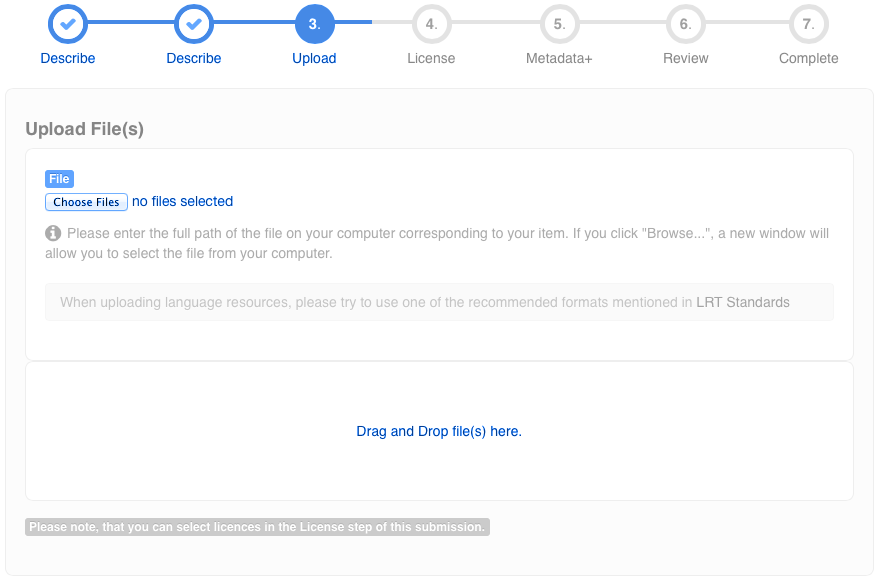 3. 4. 5. 6. 7.
Describe Describe Upload License Metadata+ Review Complete
Upload File(s)
File
Choose Files no files selected
Please enter the full path of the file on your computer corresponding to your item. If you click "Browse...", a new window will
allow you to select the file from your computer.
When uploading language resources, please try to use one of the recommended formats mentioned in LRT Standards
Drag and Drop file(s) here.
Please note, that you can select licences in the License step of this submission.